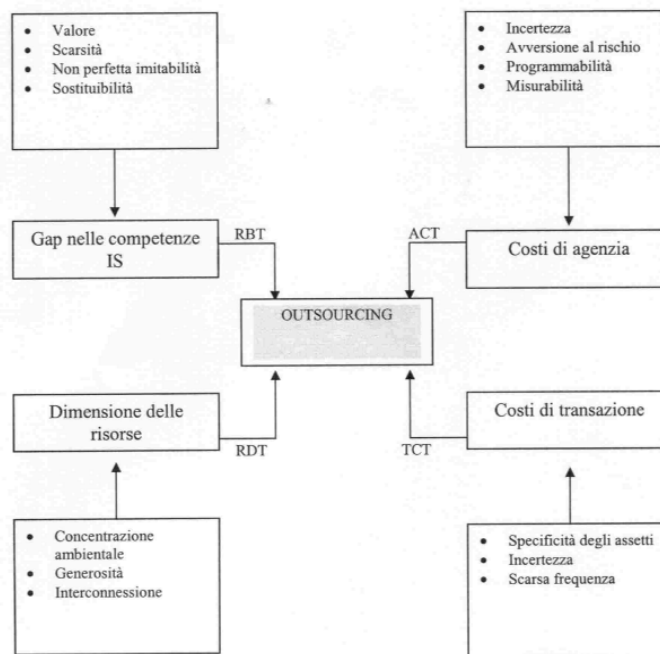 • Valore
• Scarsità
• Non perfetta imitabilità
• Sostituibilità
• Incertezza
• Avversione al rischio
• Programmabilità
• Misurabilità
Gap nelle competenze
IS
RBT
ACT
Costi di agenzia
OUTSOURCING
Dimensione delle
risorse
RDT
TCT
Costi di transazione
• Concentrazione
ambientale
• Generosità
• Interconnessione
• Specificità degli assetti
• Incertezza
• Scarsa frequenza